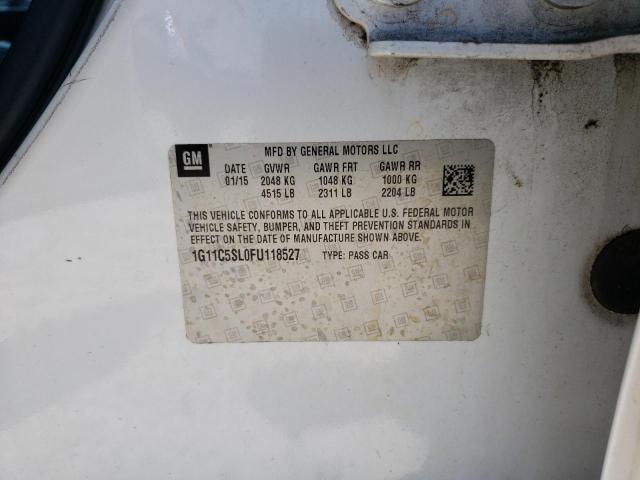 GM
MFD BY GENERAL MOTORS LLC
DATE GVWR GAWR FRT GAWR RR
01/15 2048 KG 1048 KG 1000 KG
4515 LB 2311 LB 2204 LB
THIS VEHICLE CONFORMS TO ALL APPLICABLE U.S. FEDERAL MOTOR
VEHICLE SAFETY, BUMPER, AND THEFT PREVENTION STANDARDS IN
EFFECT ON THE DATE OF MANUFACTURE SHOWN ABOVE.
1G11C5SL0FU118527 TYPE: PASS CAR